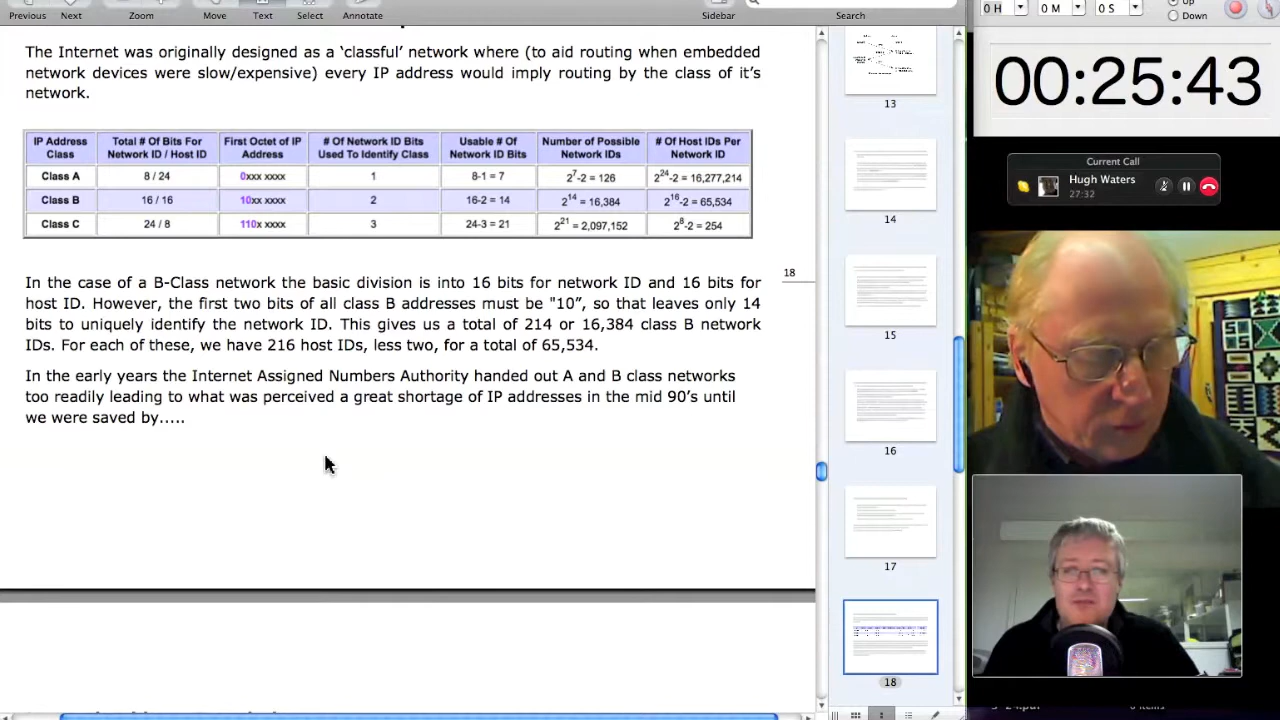 Previous Next Zoom Move Text Select Annotate Sidebar Search
0 H 0 M 0 S Up
Down
00:25:43
The Internet was originally designed as a ‘classful’ network where (to aid routing when embedded
network devices were slow/expensive) every IP address would imply routing by the class of it’s
network.
IP Address Class Total # Of Bits For Network ID / Host ID First Octet of IP Address # Of Network ID Bits Used To Identify Class Usable # Of Network ID Bits Number of Possible Network IDs # Of Host IDs Per Network ID
Class A 8 / 24 0xxx xxxx 1 8-1 = 7 2^7-2 = 126 2^24-2 = 16,277,214
Class B 16 / 16 10xx xxxx 2 16-2 = 14 2^14 = 16,384 2^16-2 = 65,534
Class C 24 / 8 110x xxxx 3 24-3 = 21 2^21 = 2,097,152 2^8-2 = 254
In the case of a B-Class network the basic division is into 16 bits for network ID and 16 bits for
host ID. However, the first two bits of all class B addresses must be "10”, so that leaves only 14
bits to uniquely identify the network ID. This gives us a total of 214 or 16,384 class B network
IDs. For each of these, we have 216 host IDs, less two, for a total of 65,534.
In the early years the Internet Assigned Numbers Authority handed out A and B class networks
too readily leading to what was perceived a great shortage of IP addresses in the mid 90’s until
we were saved by.....
18
13
14
15
16
17
18
Current Call
Hugh Waters
27:32